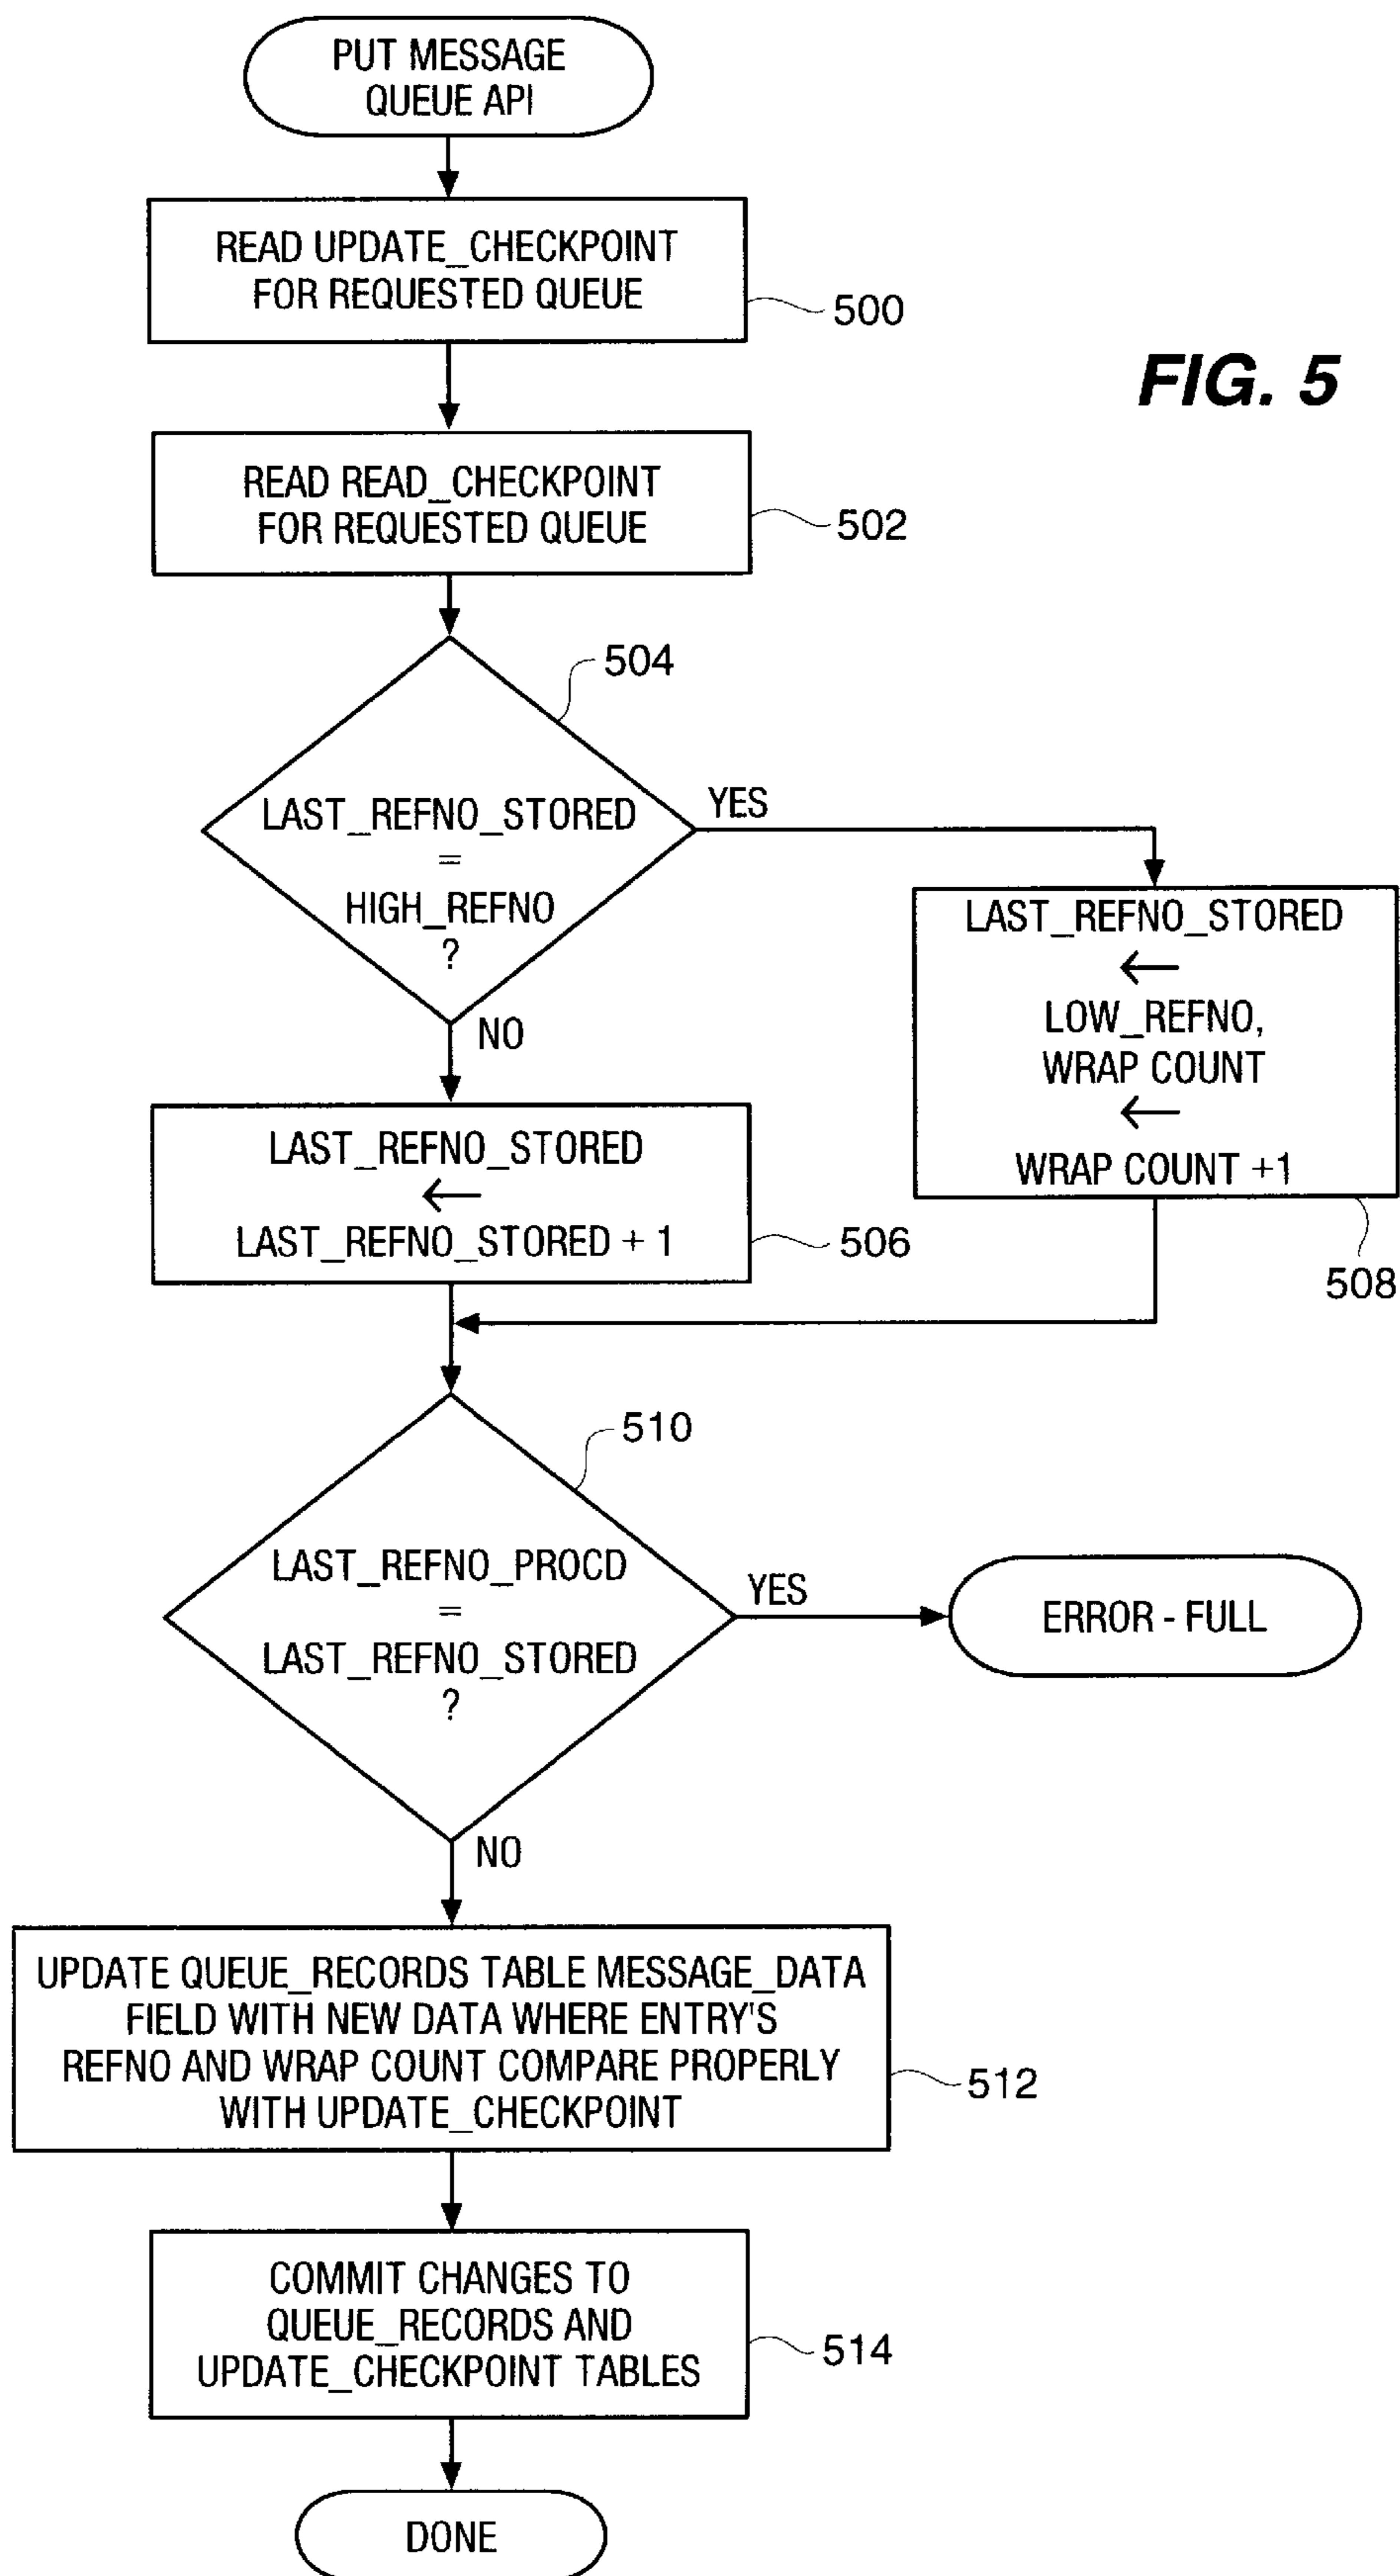 PUT MESSAGE
QUEUE API
READ UPDATE_CHECKPOINT
FOR REQUESTED QUEUE
500
FIG. 5
READ READ_CHECKPOINT
FOR REQUESTED QUEUE
502
504
LAST_REFNO_STORED
=
HIGH_REFNO
?
YES
NO
LAST_REFNO_STORED
←
LOW_REFNO,
WRAP COUNT
←
WRAP COUNT +1
508
LAST_REFNO_STORED
←
LAST_REFNO_STORED + 1
506
510
LAST_REFNO_PROCD
=
LAST_REFNO_STORED
?
YES
ERROR - FULL
NO
UPDATE QUEUE_RECORDS TABLE MESSAGE_DATA
FIELD WITH NEW DATA WHERE ENTRY'S
REFNO AND WRAP COUNT COMPARE PROPERLY
WITH UPDATE_CHECKPOINT
512
COMMIT CHANGES TO
QUEUE_RECORDS AND
UPDATE_CHECKPOINT TABLES
514
DONE